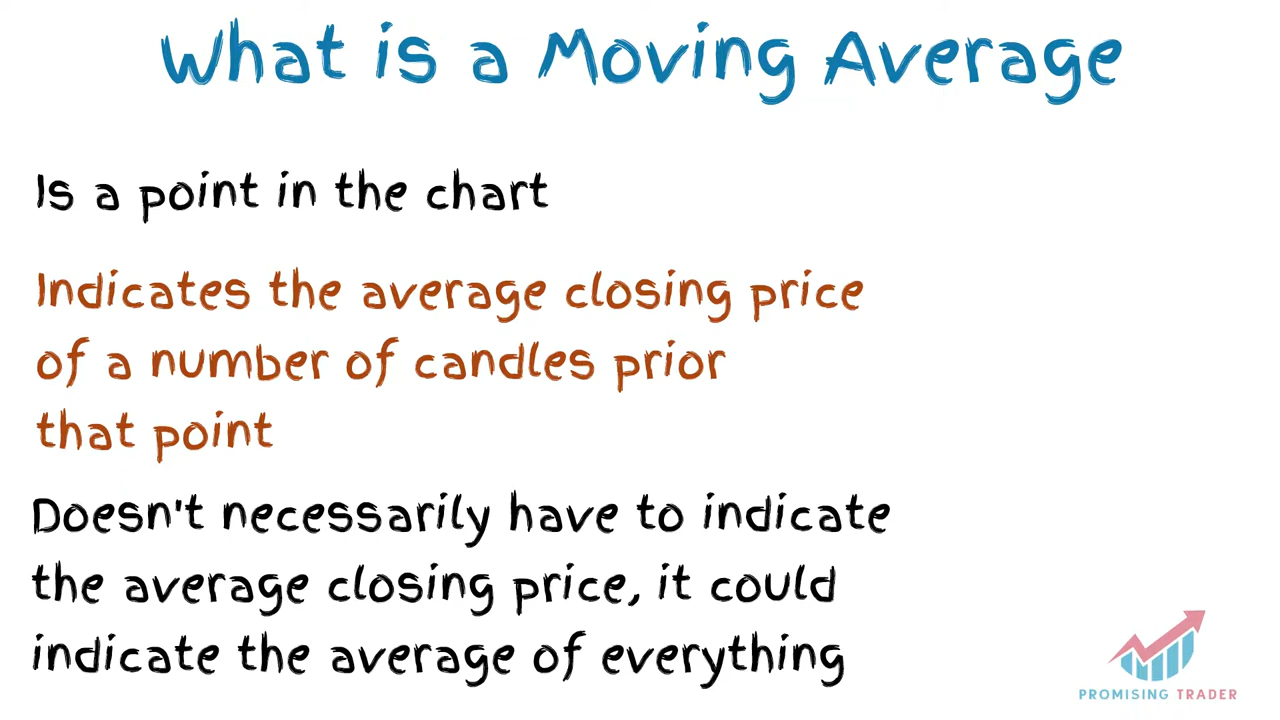 What is a Moving Average
Is a point in the chart
Indicates the average closing price
of a number of candles prior
that point
Doesn't necessarily have to indicate
the average closing price, it could
indicate the average of everything
PROMISING TRADER